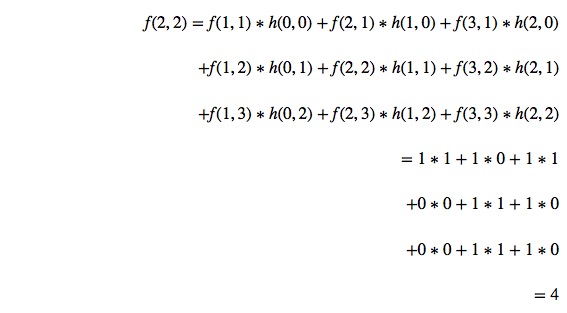 f(2, 2) = f(1, 1) ∗ h(0, 0) + f(2, 1) ∗ h(1, 0) + f(3, 1) ∗ h(2, 0)
+f(1, 2) ∗ h(0, 1) + f(2, 2) ∗ h(1, 1) + f(3, 2) ∗ h(2, 1)
+f(1, 3) ∗ h(0, 2) + f(2, 3) ∗ h(1, 2) + f(3, 3) ∗ h(2, 2)
= 1 ∗ 1 + 1 ∗ 0 + 1 ∗ 1
+0 ∗ 0 + 1 ∗ 1 + 1 ∗ 0
+0 ∗ 0 + 1 ∗ 1 + 1 ∗ 0
= 4